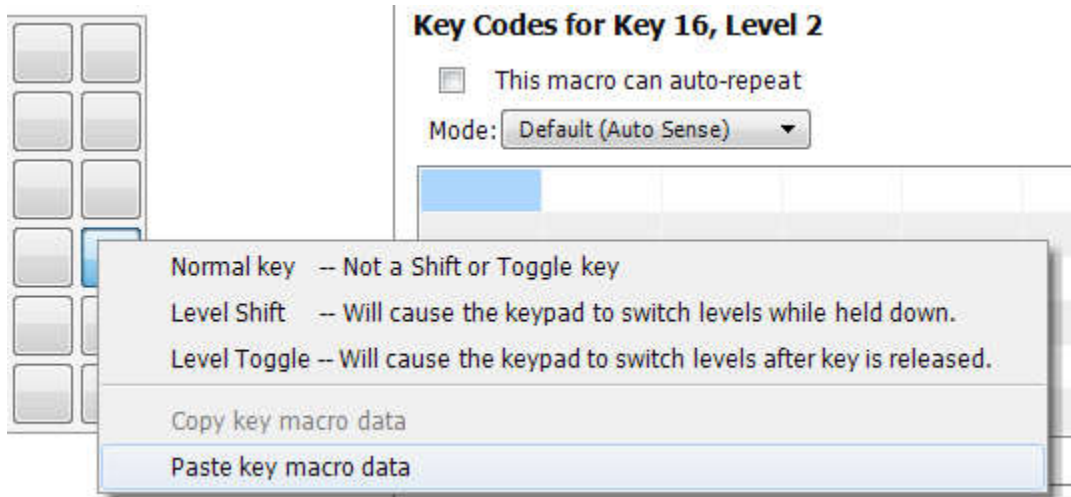 Key Codes for Key 16, Level 2
This macro can auto-repeat
Mode: Default (Auto Sense)
Normal key -- Not a Shift or Toggle key
Level Shift -- Will cause the keypad to switch levels while held down.
Level Toggle -- Will cause the keypad to switch levels after key is released.
Copy key macro data
Paste key macro data